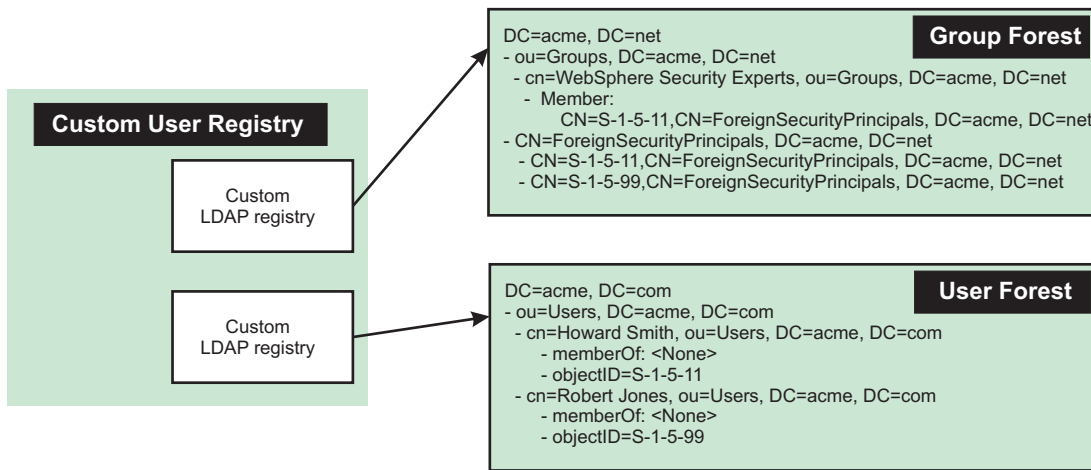 Custom User Registry
Custom
LDAP registry
Custom
LDAP registry
Group Forest
DC=acme, DC=net
- ou=Groups, DC=acme, DC=net
- cn=WebSphere Security Experts, ou=Groups, DC=acme, DC=net
- Member:
CN=S-1-5-11,CN=ForeignSecurityPrincipals, DC=acme, DC=net
- CN=ForeignSecurityPrincipals, DC=acme, DC=net
- CN=S-1-5-11,CN=ForeignSecurityPrincipals, DC=acme, DC=net
- CN=S-1-5-99,CN=ForeignSecurityPrincipals, DC=acme, DC=net
User Forest
DC=acme, DC=com
- ou=Users, DC=acme, DC=com
- cn=Howard Smith, ou=Users, DC=acme, DC=com
- memberOf: <None>
- objectID=S-1-5-11
- cn=Robert Jones, ou=Users, DC=acme, DC=com
- memberOf: <None>
- objectID=S-1-5-99